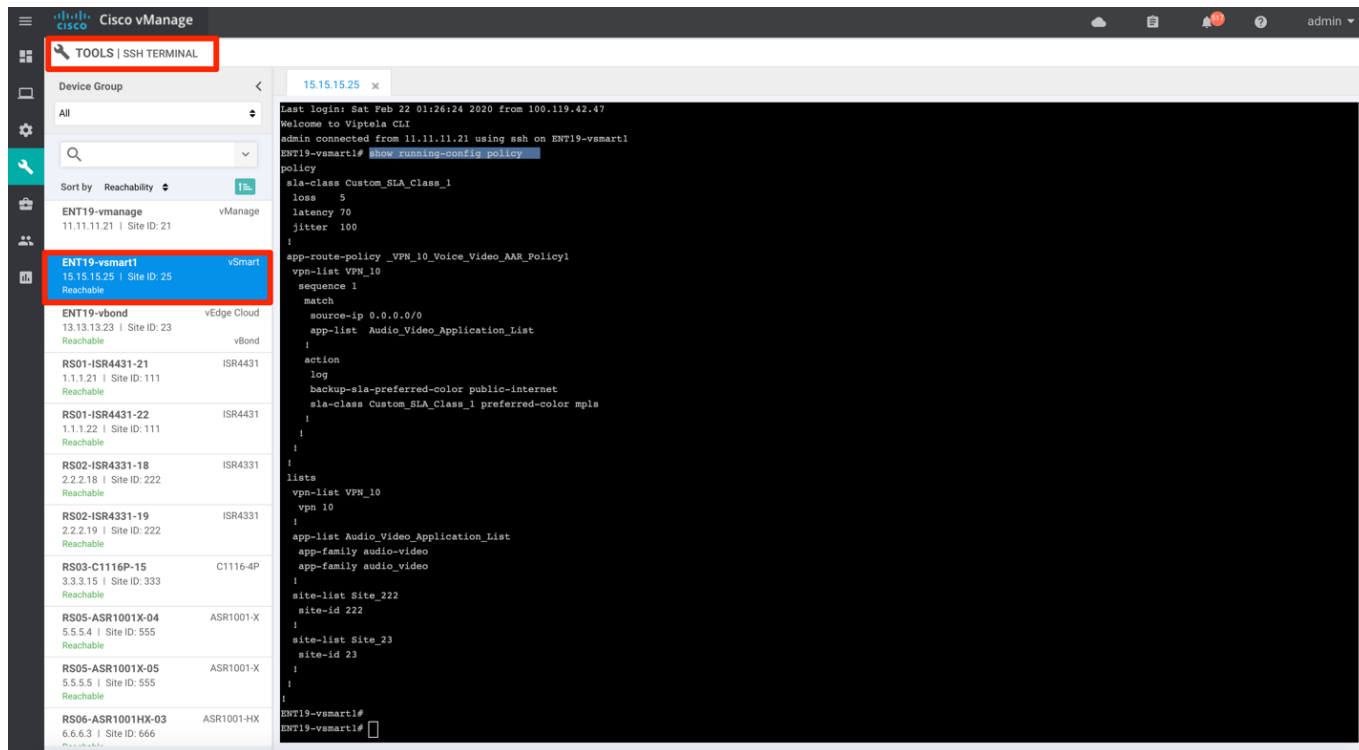 cisco Cisco vManage
517
admin
TOOLS | SSH TERMINAL
Device Group
All
Sort by Reachability
ENT19-vmanage vManage
11.11.11.21 | Site ID: 21
ENT19-vsmart1 vSmart
15.15.15.25 | Site ID: 25
Reachable
ENT19-vbond vEdge Cloud
13.13.13.23 | Site ID: 23
Reachable vBond
RS01-ISR4431-21 ISR4431
1.1.1.21 | Site ID: 111
Reachable
RS01-ISR4431-22 ISR4431
1.1.1.22 | Site ID: 111
Reachable
RS02-ISR4331-18 ISR4331
2.2.2.18 | Site ID: 222
Reachable
RS02-ISR4331-19 ISR4331
2.2.2.19 | Site ID: 222
Reachable
RS03-C1116P-15 C1116-4P
3.3.3.15 | Site ID: 333
Reachable
RS05-ASR1001X-04 ASR1001-X
5.5.5.4 | Site ID: 555
Reachable
RS05-ASR1001X-05 ASR1001-X
5.5.5.5 | Site ID: 555
Reachable
RS06-ASR1001HX-03 ASR1001-HX
6.6.6.3 | Site ID: 666
15.15.15.25 x
Last login: Sat Feb 22 01:26:24 2020 from 100.119.42.47
Welcome to Viptela CLI
admin connected from 11.11.11.21 using ssh on ENT19-vsmart1
ENT19-vsmart1# show running-config policy
policy
sla-class Custom_SLA_Class_1
loss 5
latency 70
jitter 100
!
app-route-policy _VPN_10_Voice_Video_AAR_Policy1
vpn-list VPN_10
sequence 1
match
source-ip 0.0.0.0/0
app-list Audio_Video_Application_List
!
action
log
backup-sla-preferred-color public-internet
sla-class Custom_SLA_Class_1 preferred-color mpls
!
!
!
!
lists
vpn-list VPN_10
vpn 10
!
app-list Audio_Video_Application_List
app-family audio-video
app-family audio_video
!
site-list Site_222
site-id 222
!
site-list Site_23
site-id 23
!
!
!
ENT19-vsmart1#
ENT19-vsmart1#